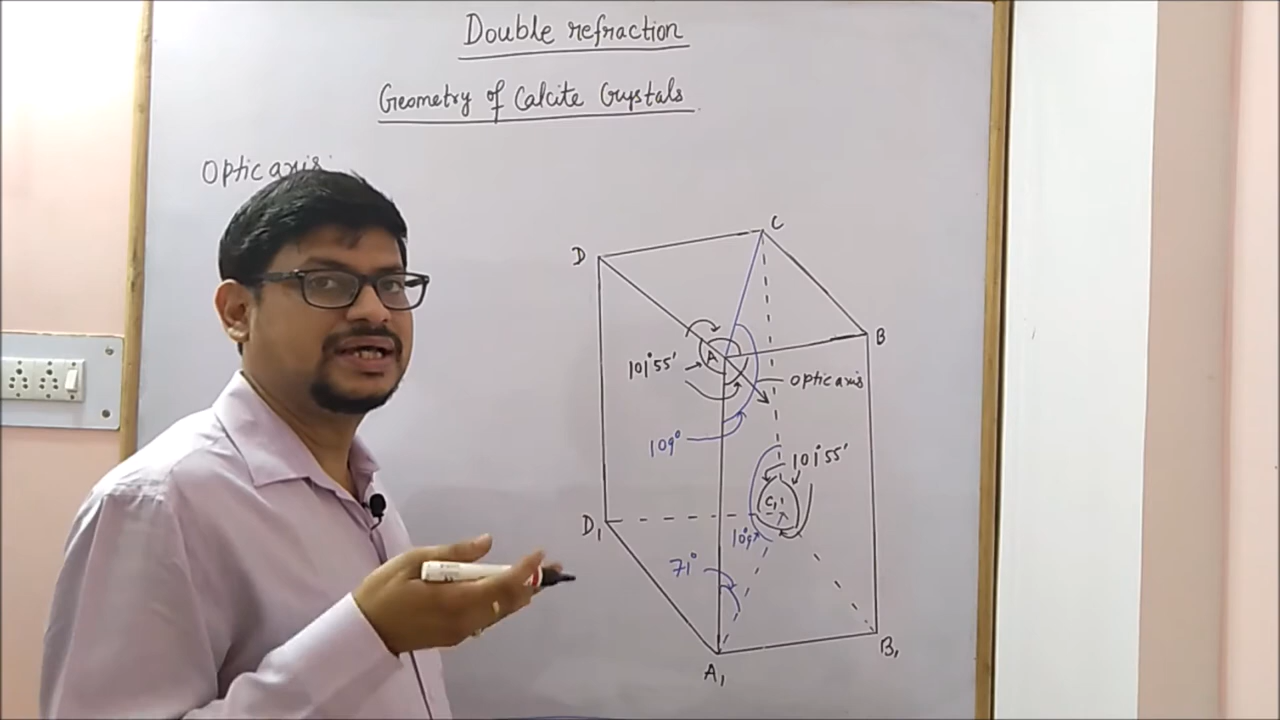 Double refraction
Geometry of Calcite Crystals
Optic axis
C
D
B
A
101°55'
optic axis
109°
101°55'
C₁
D₁
109°
71°
B₁
A₁